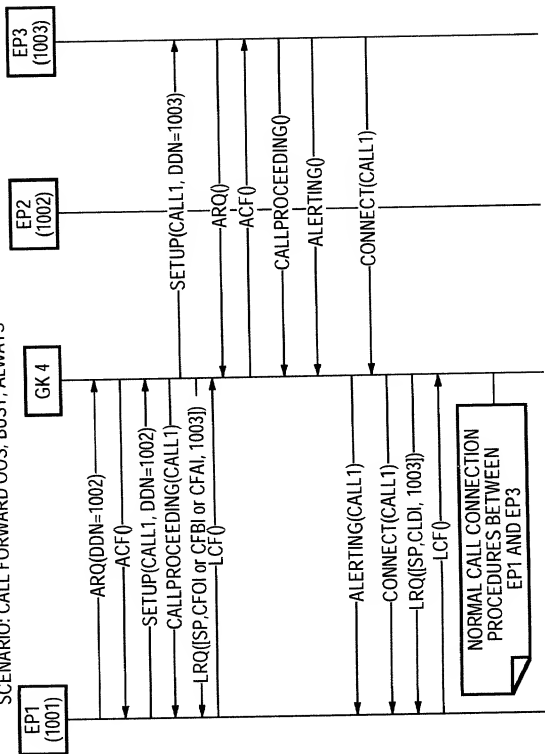 SCENARIO: CALL FORWARD OOS, BUSY, ALWAYS
EP1
(1001)
GK 4
EP2
(1002)
EP3
(1003)
ARQ(DDN=1002)
ACF()
SETUP(CALL1, DDN=1002)
CALLPROCEEDING(CALL1)
LRQ([SP,CFOI or CFBI or CFAI, 1003])
LCF()
SETUP(CALL1, DDN=1003)
ARQ()
ACF()
CALLPROCEEDING()
ALERTING()
CONNECT(CALL1)
ALERTING(CALL1)
CONNECT(CALL1)
LRQ([SP,CLDI, 1003])
LCF()
NORMAL CALL CONNECTION
PROCEDURES BETWEEN
EP1 AND EP3